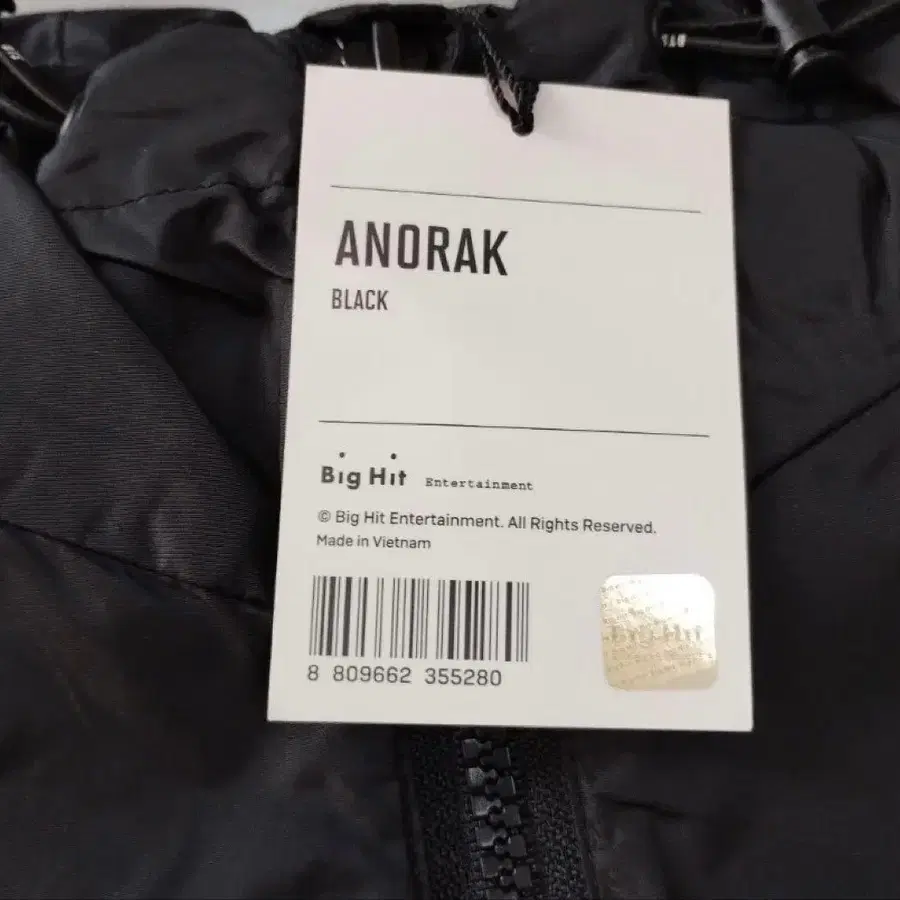 BTS
ANORAK
BLACK
Big Hit Entertainment
© Big Hit Entertainment. All Rights Reserved.
Made in Vietnam
8 809662 355280
Big Hit